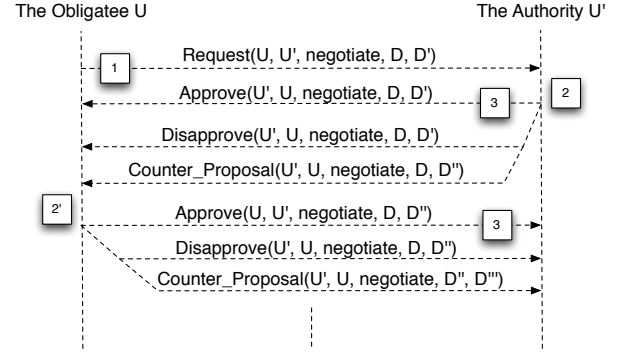 The Obligatee U
The Authority U'
Request(U, U', negotiate, D, D')
1
Approve(U', U, negotiate, D, D')
3
2
Disapprove(U', U, negotiate, D, D')
Counter_Proposal(U', U, negotiate, D, D'')
2'
Approve(U, U', negotiate, D, D'')
3
Disapprove(U', U, negotiate, D, D'')
Counter_Proposal(U', U, negotiate, D'', D''')